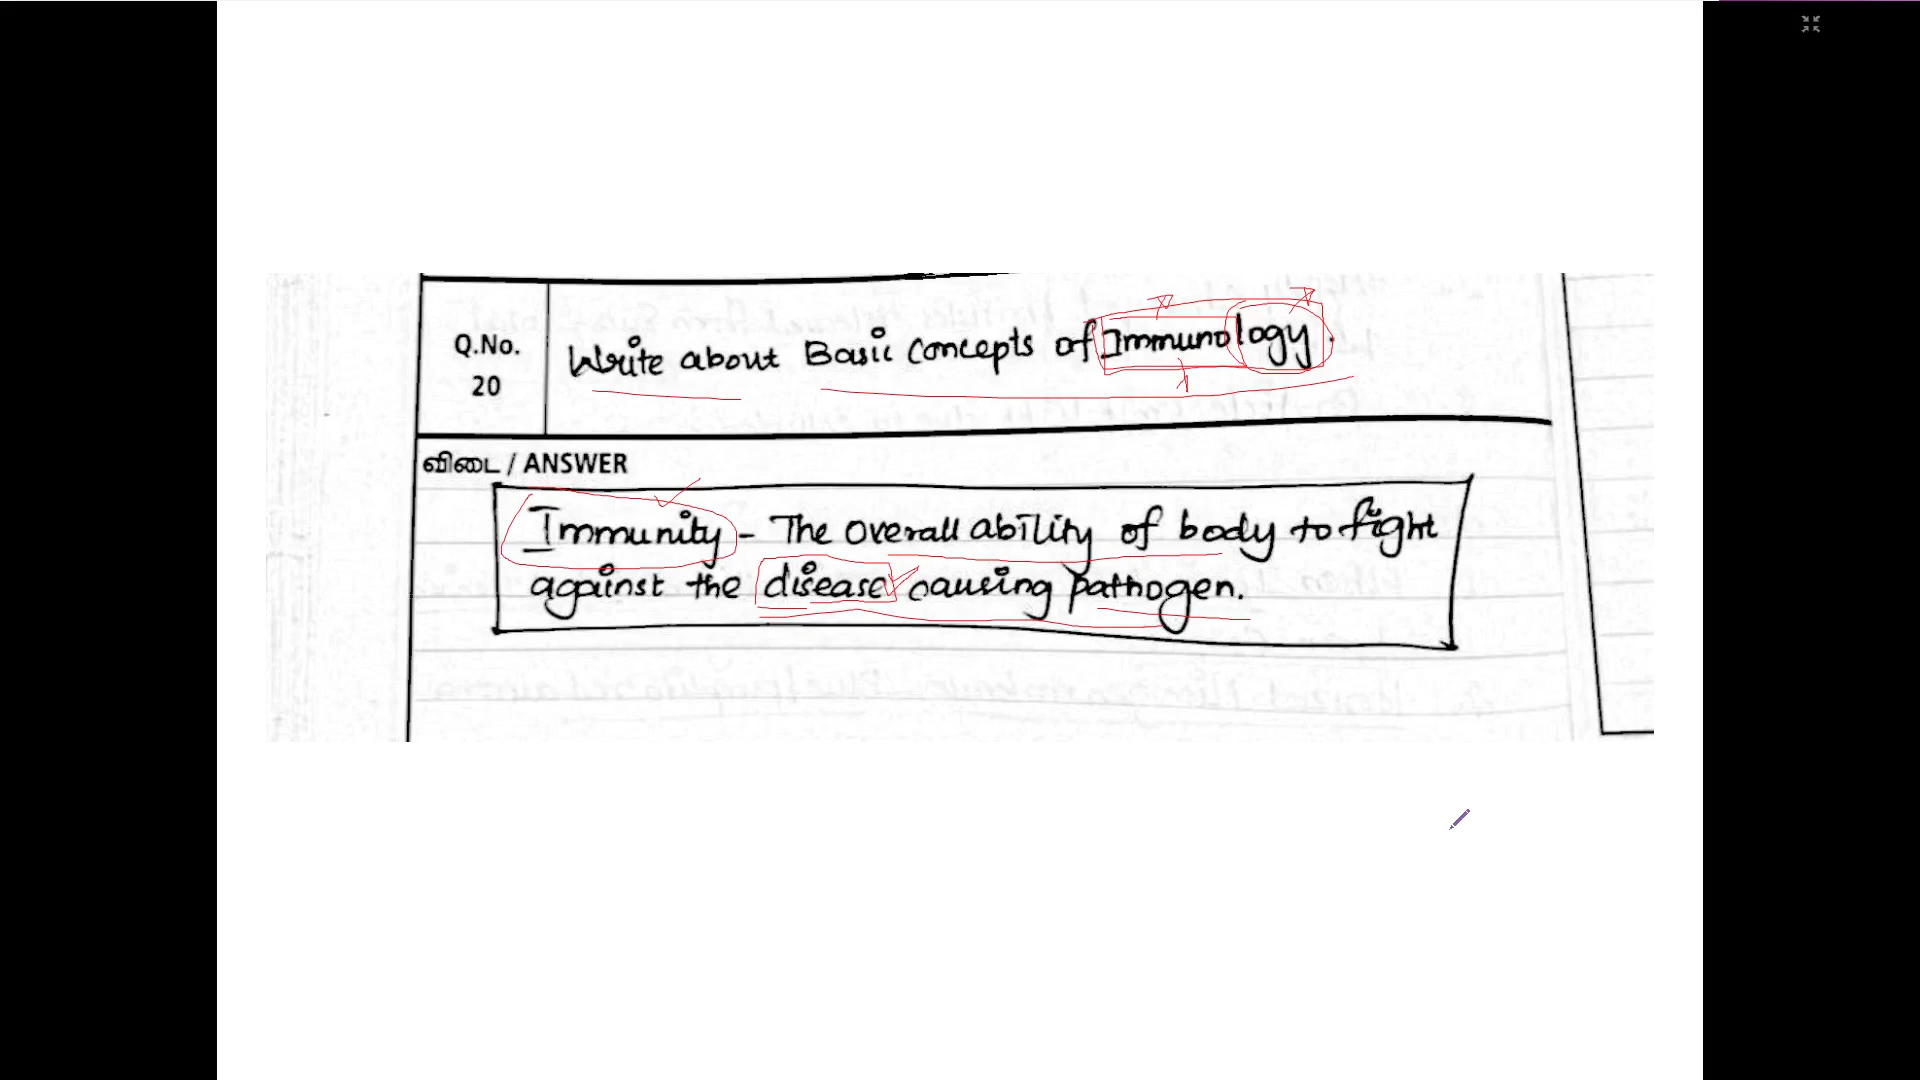 Q.No.
20
Write about Basic Concepts of Immunology.
விடை / ANSWER
Immunity - The overall ability of body to fight
against the disease causing pathogen.